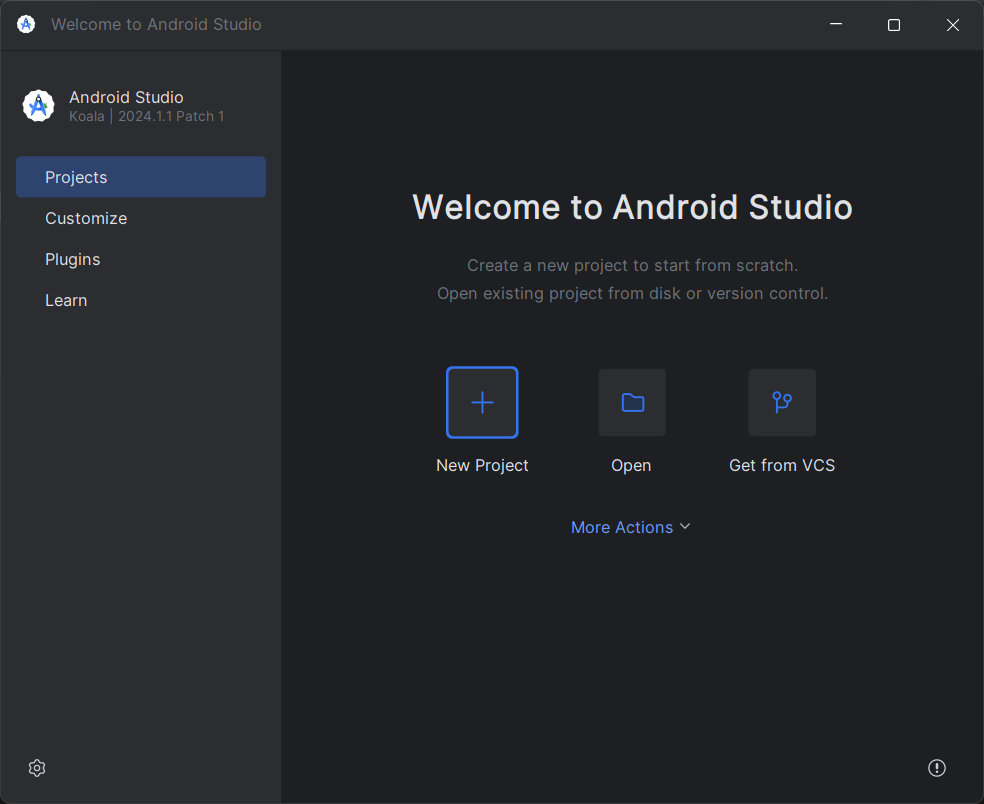 Welcome to Android Studio
Android Studio
Koala | 2024.1.1 Patch 1
Projects
Customize
Plugins
Learn
Welcome to Android Studio
Create a new project to start from scratch.
Open existing project from disk or version control.
New Project
Open
Get from VCS
More Actions